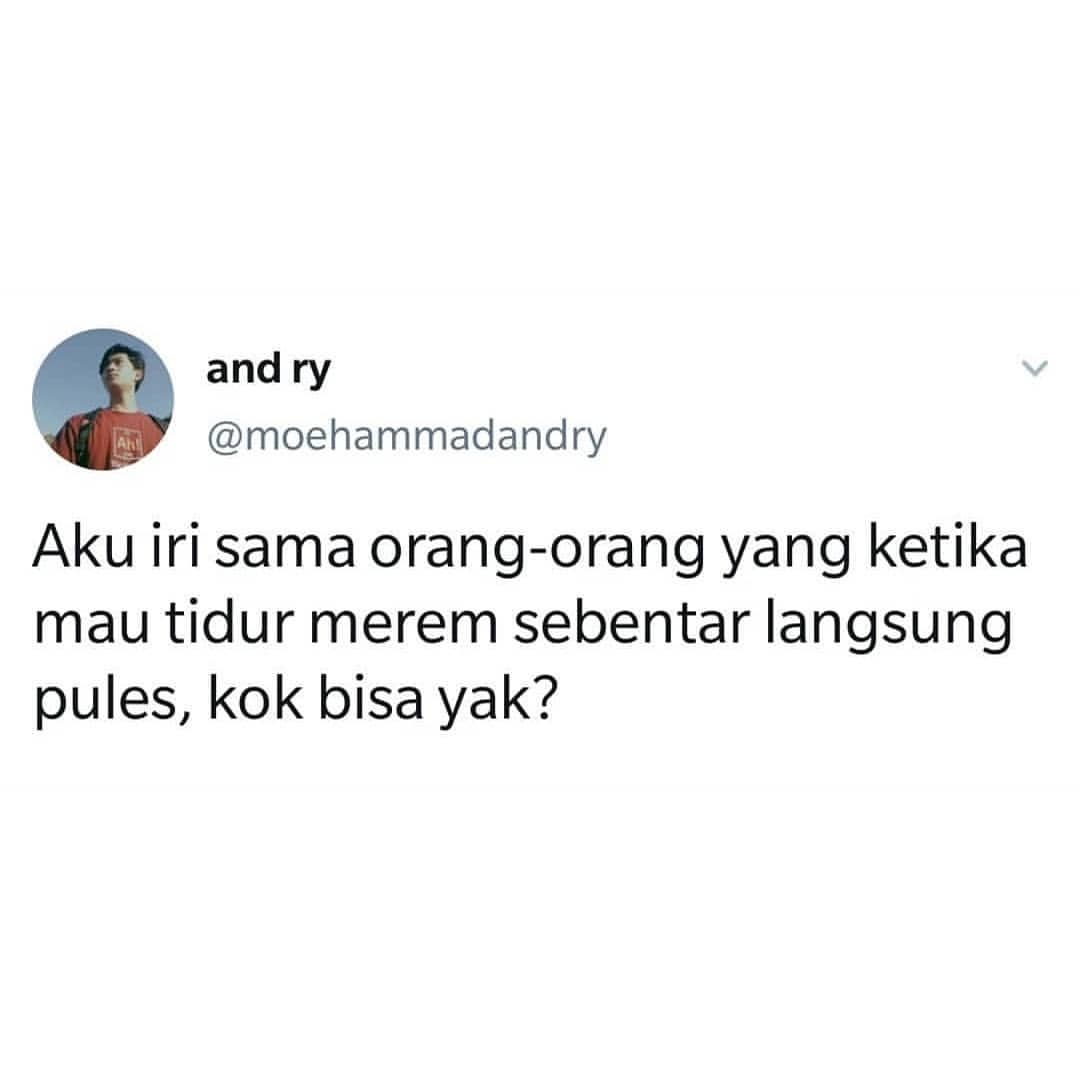 and ry
@moehammadandry
Ah!
Aku iri sama orang-orang yang ketika
mau tidur merem sebentar langsung
pules, kok bisa yak?